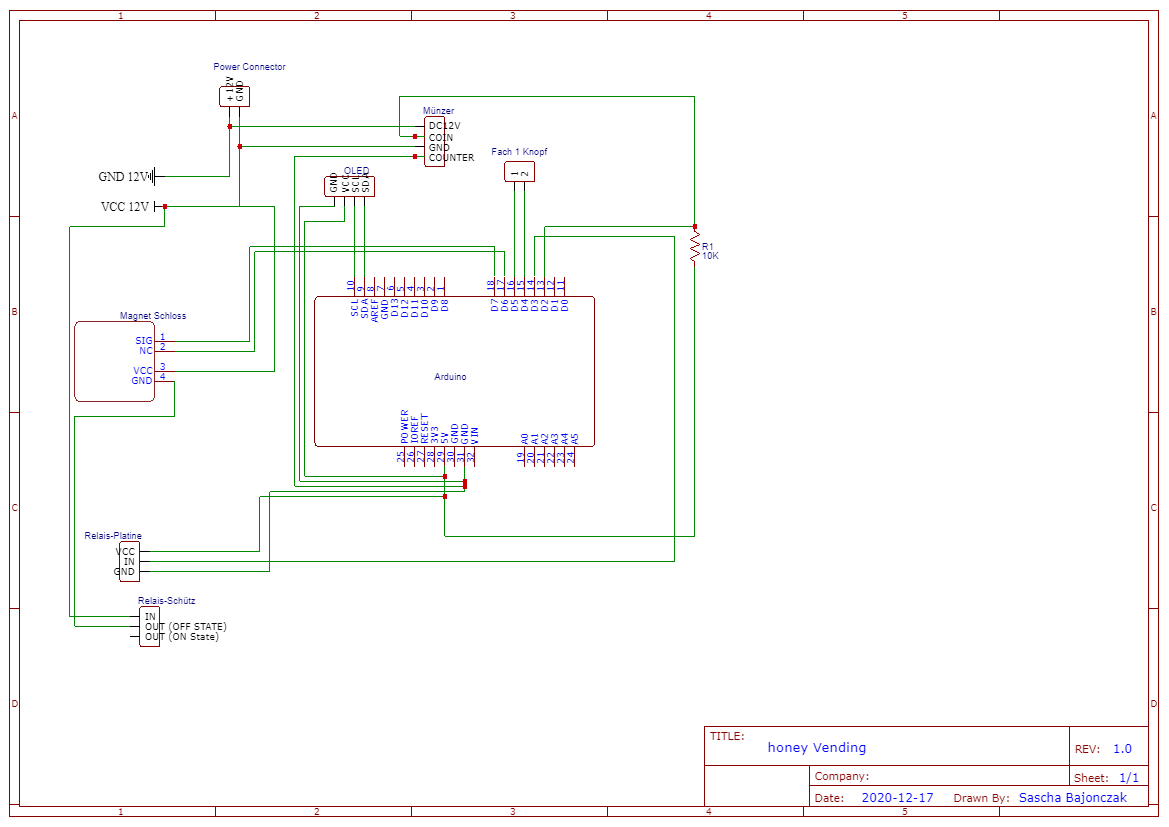 1 2 3 4 5
A A
B B
C C
D D
Power Connector
+12V
GND
Münzer
DC12V
COIN
GND
COUNTER
Fach 1 Knopf
1
2
OLED
GND
VCC
SCL
SDA
GND 12V
VCC 12V
R1
10K
Magnet Schloss
SIG 1
NC 2
VCC 3
GND 4
10 9 8 7 6 5 4 3 2 1
SCL SDA AREF GND D13 D12 D11 D10 D9 D8
18 17 16 15 14 13 12 11
D7 D6 D5 D4 D3 D2 D1 D0
Arduino
POWER IOREF RESET 3V3 5V GND GND VIN
25 26 27 28 29 30 31 32
A0 A1 A2 A3 A4 A5
19 20 21 22 23 24
Relais-Platine
VCC
IN
GND
Relais-Schütz
IN
OUT (OFF STATE)
OUT (ON State)
TITLE:
honey Vending
REV: 1.0
Company:
Sheet: 1/1
Date: 2020-12-17 Drawn By: Sascha Bajonczak
1 2 3 4 5